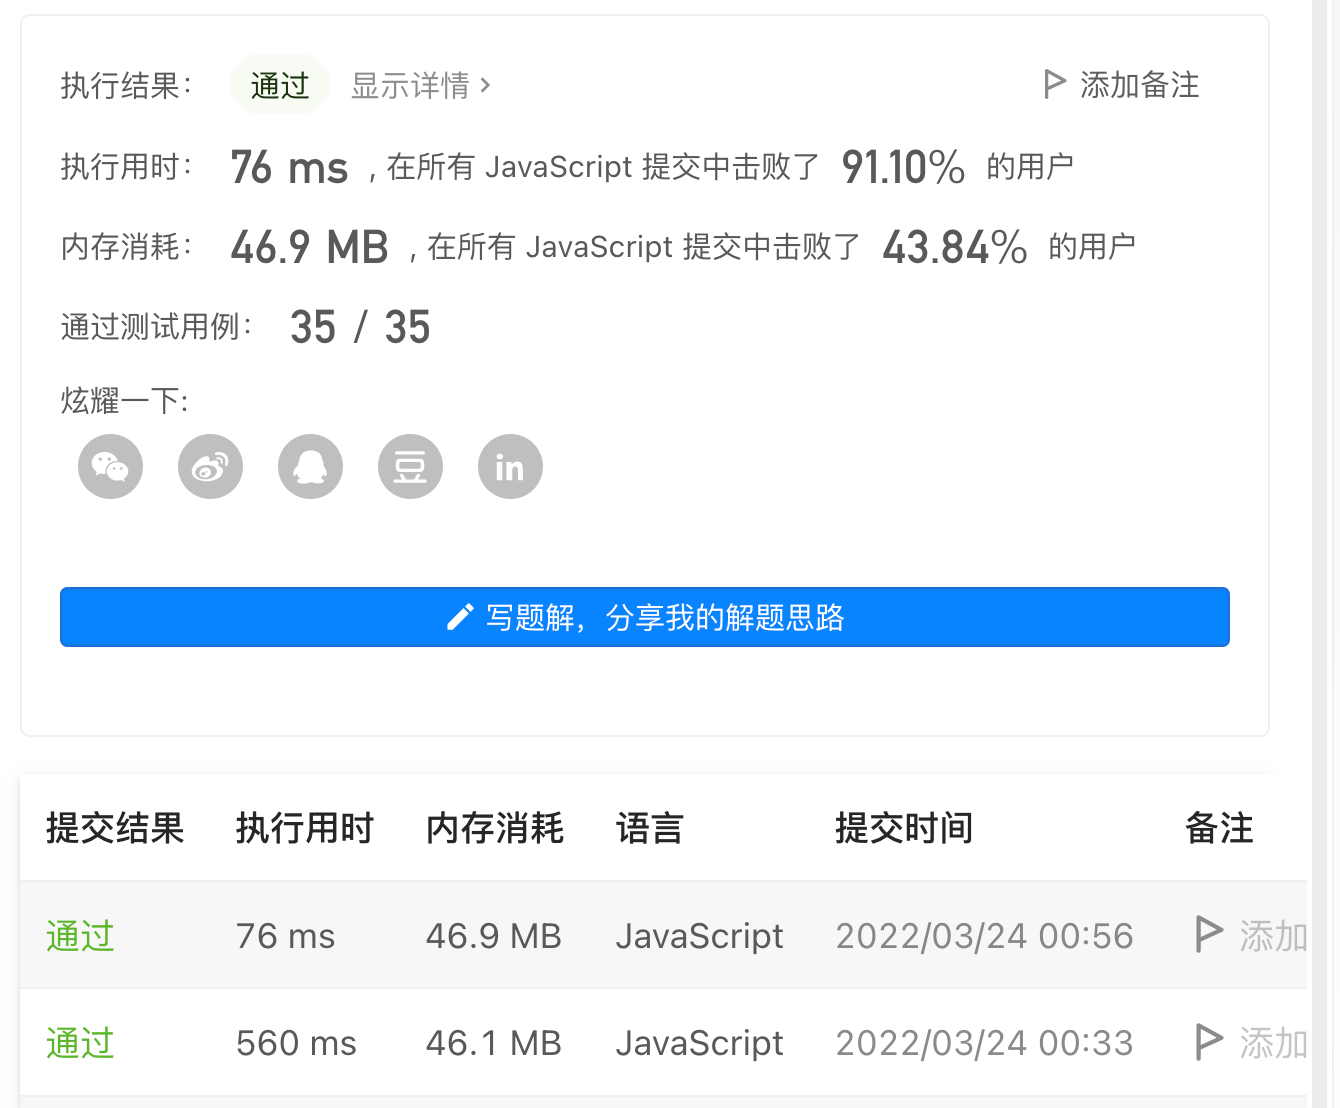 执行结果： 通过 显示详情 › 添加备注
执行用时： 76 ms , 在所有 JavaScript 提交中击败了 91.10% 的用户
内存消耗： 46.9 MB , 在所有 JavaScript 提交中击败了 43.84% 的用户
通过测试用例： 35 / 35
炫耀一下:
豆 in
写题解，分享我的解题思路
提交结果 执行用时 内存消耗 语言 提交时间 备注
通过 76 ms 46.9 MB JavaScript 2022/03/24 00:56 添加
通过 560 ms 46.1 MB JavaScript 2022/03/24 00:33 添加